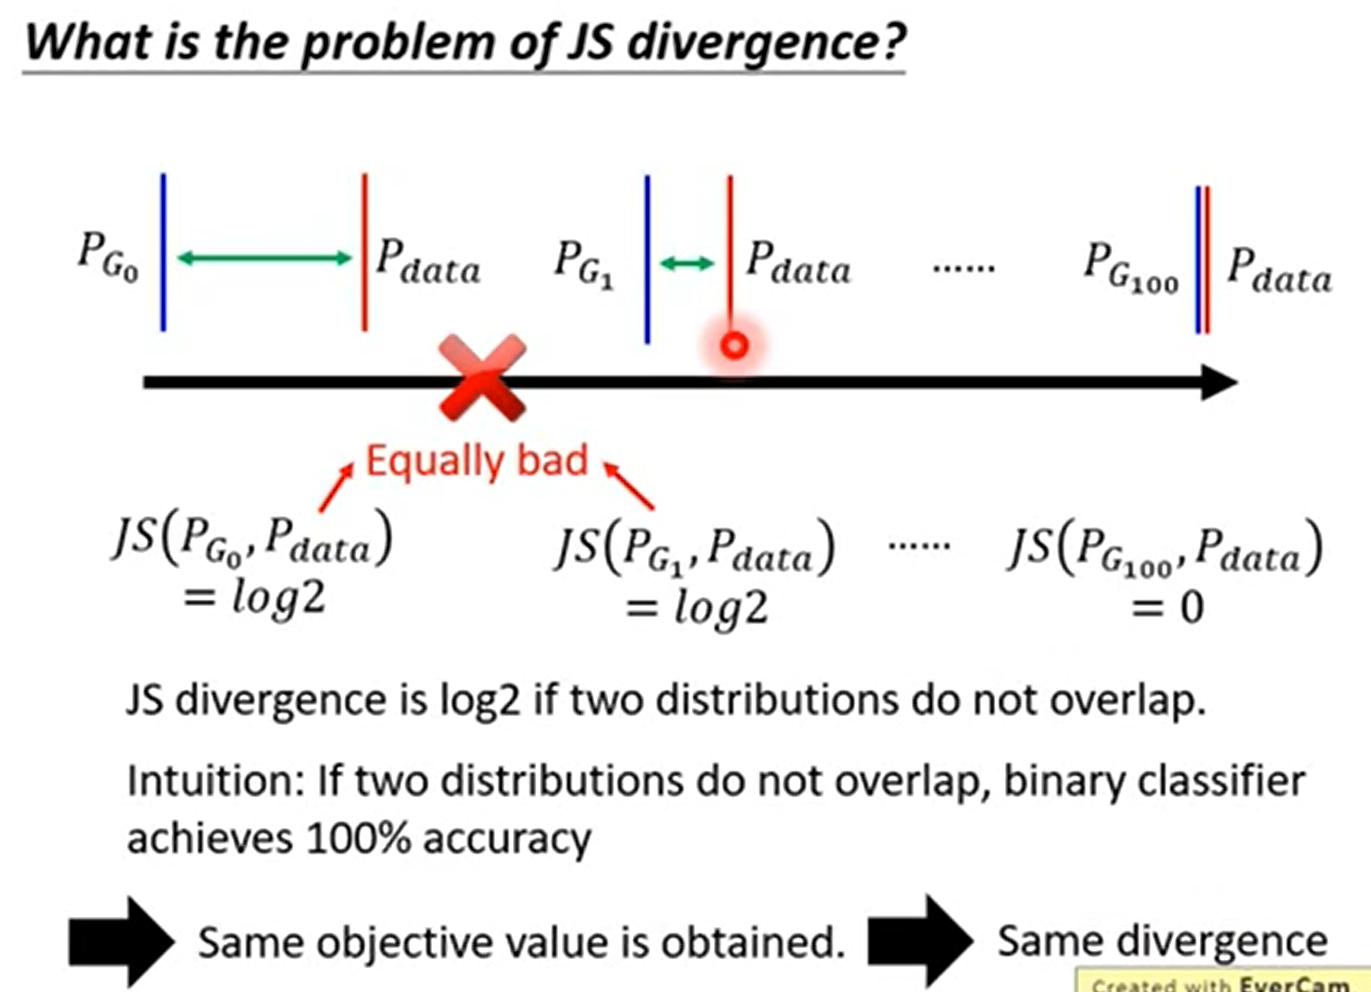 What is the problem of JS divergence?
P_{G_0} P_{data} P_{G_1} P_{data} ...... P_{G_{100}} P_{data}
Equally bad
JS(P_{G_0}, P_{data}) JS(P_{G_1}, P_{data}) ...... JS(P_{G_{100}}, P_{data})
= log2 = log2 = 0
JS divergence is log2 if two distributions do not overlap.
Intuition: If two distributions do not overlap, binary classifier
achieves 100% accuracy
Same objective value is obtained. Same divergence
Created with EverCam